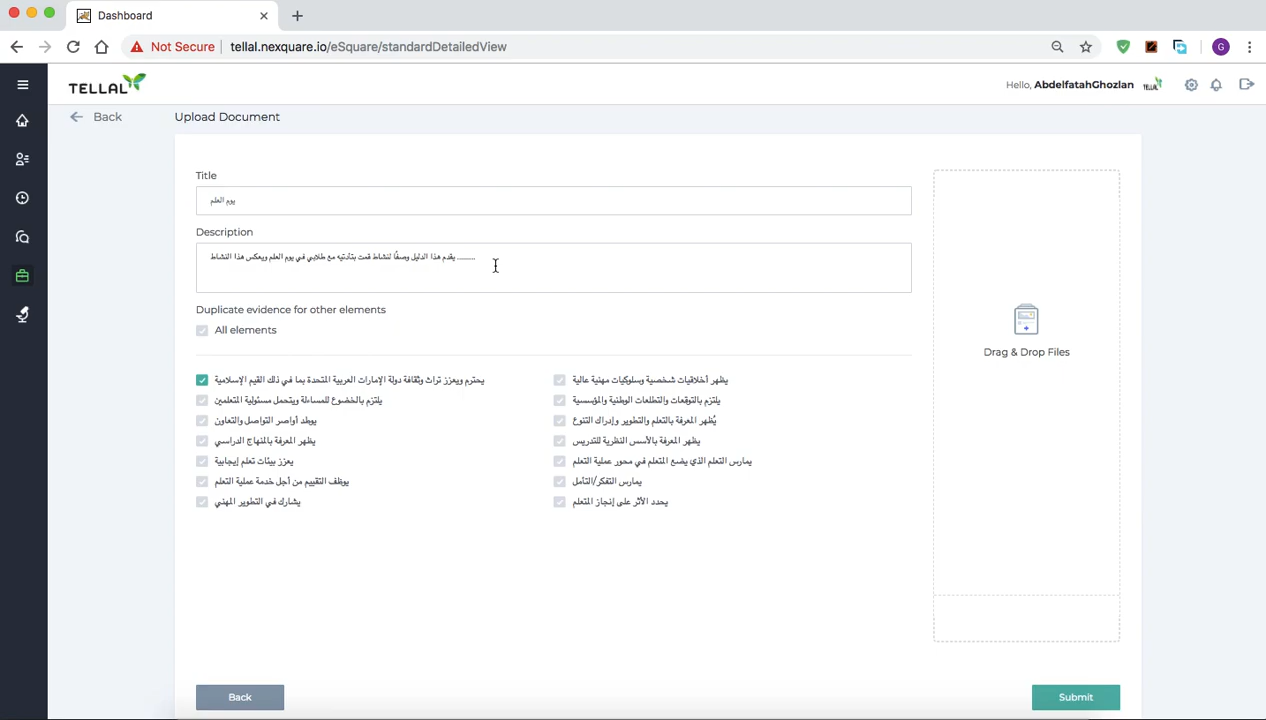 Dashboard
Not Secure
tellal.nexquare.io/eSquare/standardDetailedView
G
TELLAL
Hello, AbdelfatahGhozlan
TELLAL
Back
Upload Document
Title
يوم العلم
Description
يقدم هذا الدليل وصفًا لنشاط قمت بتأدتيه مع طلابي في يوم العلم ويعكس هذا النشاط .........
Duplicate evidence for other elements
All elements
يحترم ويعزز تراث وثقافة دولة الإمارات العربية المتحدة بما في ذلك القيم الإسلامية
يظهر أخلاقيات شخصية وسلوكيات مهنية عالية
يلتزم بالخضوع للمساءلة ويتحمل مسئولية المتعلمين
يلتزم بالتوقعات والتطلعات الوطنية والمؤسسية
يوطد أواصر التواصل والتعاون
يُظهر المعرفة بالتعلم والتطوير وإدراك التنوع
يظهر المعرفة بالمنهاج الدراسي
يظهر المعرفة بالأسس النظرية للتدريس
يعزز بيئات تعلم إيجابية
يمارس التعلم الذي يضع المتعلم في محور عملية التعلم
يوظف التقييم من أجل خدمة عملية التعلم
يمارس التفكر/التأمل
يشارك في التطوير المهني
يحدد الأثر على إنجاز المتعلم
Drag & Drop Files
Back
Submit